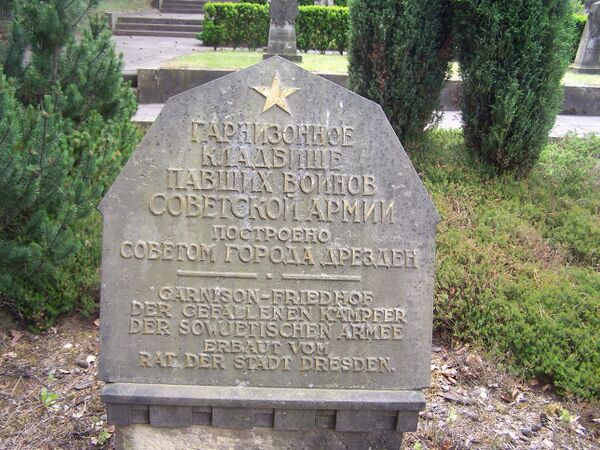 ГАРНИЗОННОЕ
КЛАДБИЩЕ
ПАВШИХ ВОИНОВ
СОВЕТСКОЙ АРМИИ
ПОСТРОЕНО
СОВЕТОМ ГОРОДА ДРЕЗДЕН
GARNISON-FRIEDHOF
DER GEFALLENEN KÄMPFER
DER SOWJETISCHEN ARMEE
ERBAUT VOM
RAT DER STADT DRESDEN.